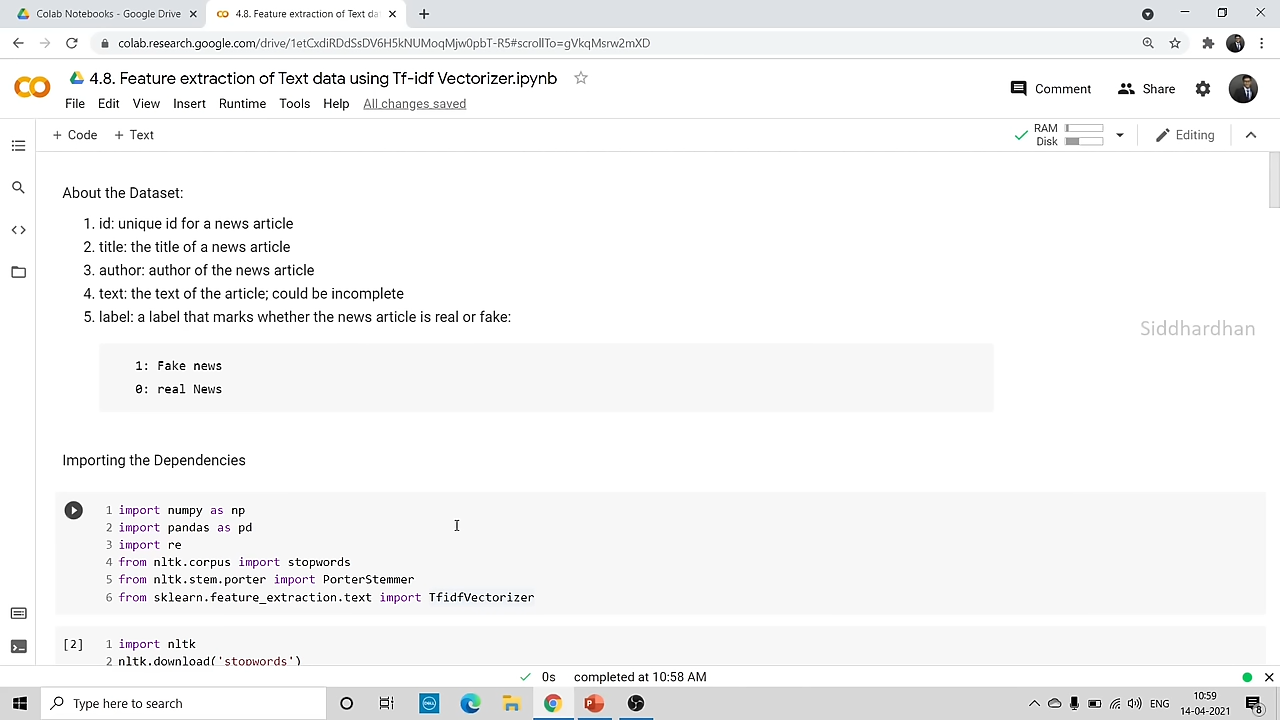 Colab Notebooks - Google Drive
4.8. Feature extraction of Text da
colab.research.google.com/drive/1etCxdiRDdSsDV6H5kNUMoqMjw0pbT-R5#scrollTo=gVkqMsrw2mXD
4.8. Feature extraction of Text data using Tf-idf Vectorizer.ipynb
Comment
Share
File Edit View Insert Runtime Tools Help All changes saved
+ Code + Text
RAM
Disk
Editing
About the Dataset:
1. id: unique id for a news article
2. title: the title of a news article
3. author: author of the news article
4. text: the text of the article; could be incomplete
5. label: a label that marks whether the news article is real or fake:
Siddhardhan
1: Fake news
0: real News
Importing the Dependencies
1 import numpy as np
2 import pandas as pd
3 import re
4 from nltk.corpus import stopwords
5 from nltk.stem.porter import PorterStemmer
6 from sklearn.feature_extraction.text import TfidfVectorizer
[2] 1 import nltk
2 nltk.download('stopwords')
0s completed at 10:58 AM
Type here to search
DELL
ENG
10:59
14-04-2021
8